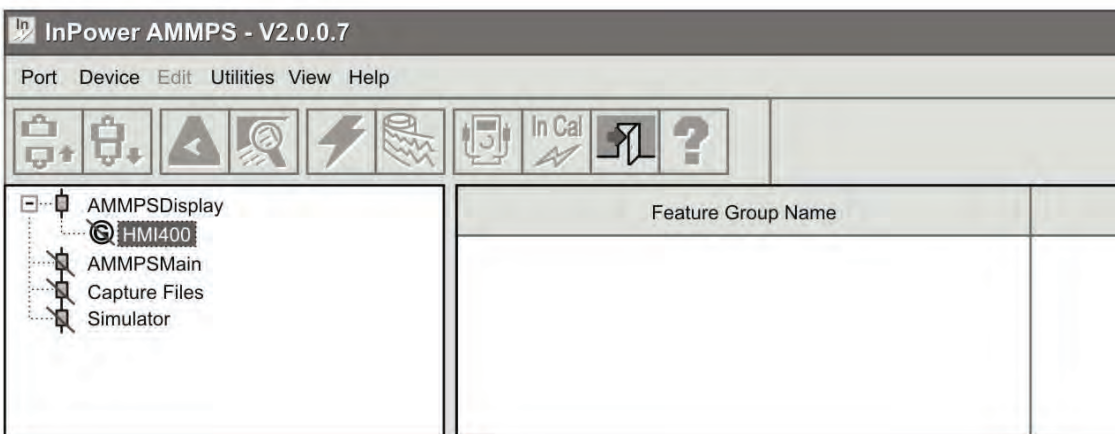 In InPower AMMPS - V2.0.0.7
Port Device Edit Utilities View Help
In Cal ?
AMMPSDisplay
Feature Group Name
G HMI400
AMMPSMain
Capture Files
Simulator